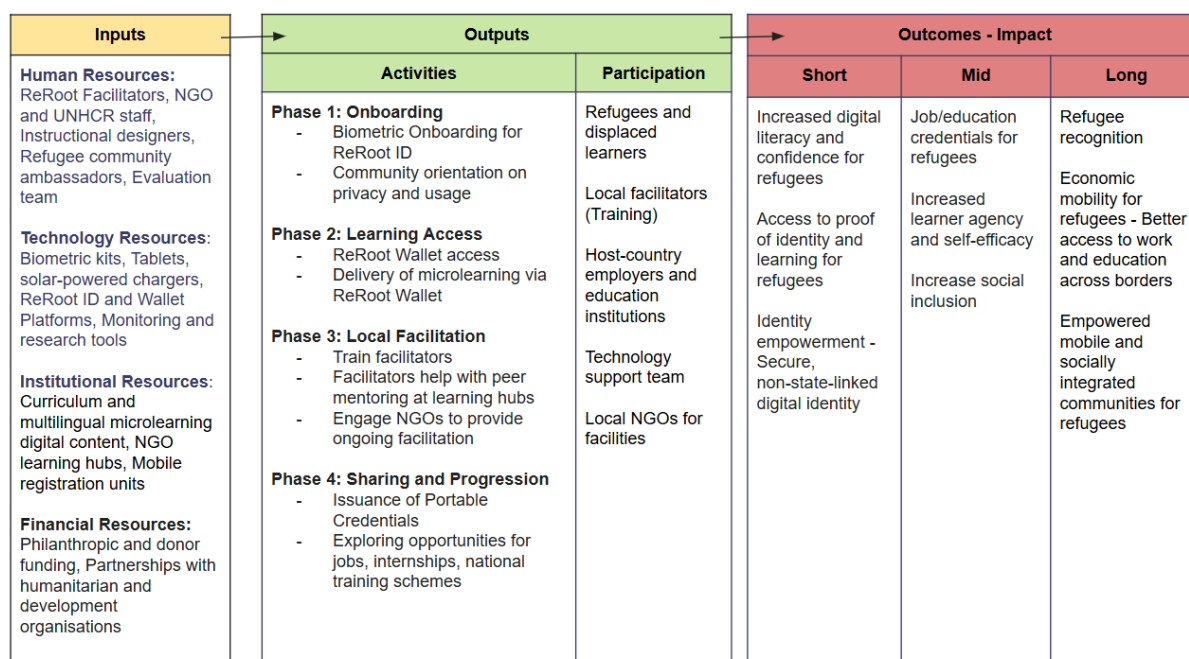 Inputs
Human Resources:
ReRoot Facilitators, NGO
and UNHCR staff,
Instructional designers,
Refugee community
ambassadors, Evaluation
team
Technology Resources:
Biometric kits, Tablets,
solar-powered chargers,
ReRoot ID and Wallet
Platforms, Monitoring and
research tools
Institutional Resources:
Curriculum and
multilingual microlearning
digital content, NGO
learning hubs, Mobile
registration units
Financial Resources:
Philanthropic and donor
funding, Partnerships with
humanitarian and
development
organisations
Outputs
Activities
Phase 1: Onboarding
- Biometric Onboarding for
ReRoot ID
- Community orientation on
privacy and usage
Phase 2: Learning Access
- ReRoot Wallet access
- Delivery of microlearning via
ReRoot Wallet
Phase 3: Local Facilitation
- Train facilitators
- Facilitators help with peer
mentoring at learning hubs
- Engage NGOs to provide
ongoing facilitation
Phase 4: Sharing and Progression
- Issuance of Portable
Credentials
- Exploring opportunities for
jobs, internships, national
training schemes
Participation
Refugees and
displaced
learners
Local facilitators
(Training)
Host-country
employers and
education
institutions
Technology
support team
Local NGOs for
facilities
Outcomes - Impact
Short
Increased digital
literacy and
confidence for
refugees
Access to proof
of identity and
learning for
refugees
Identity
empowerment -
Secure,
non-state-linked
digital identity
Mid
Job/education
credentials for
refugees
Increased
learner agency
and self-efficacy
Increase social
inclusion
Long
Refugee
recognition
Economic
mobility for
refugees - Better
access to work
and education
across borders
Empowered
mobile and
socially
integrated
communities for
refugees